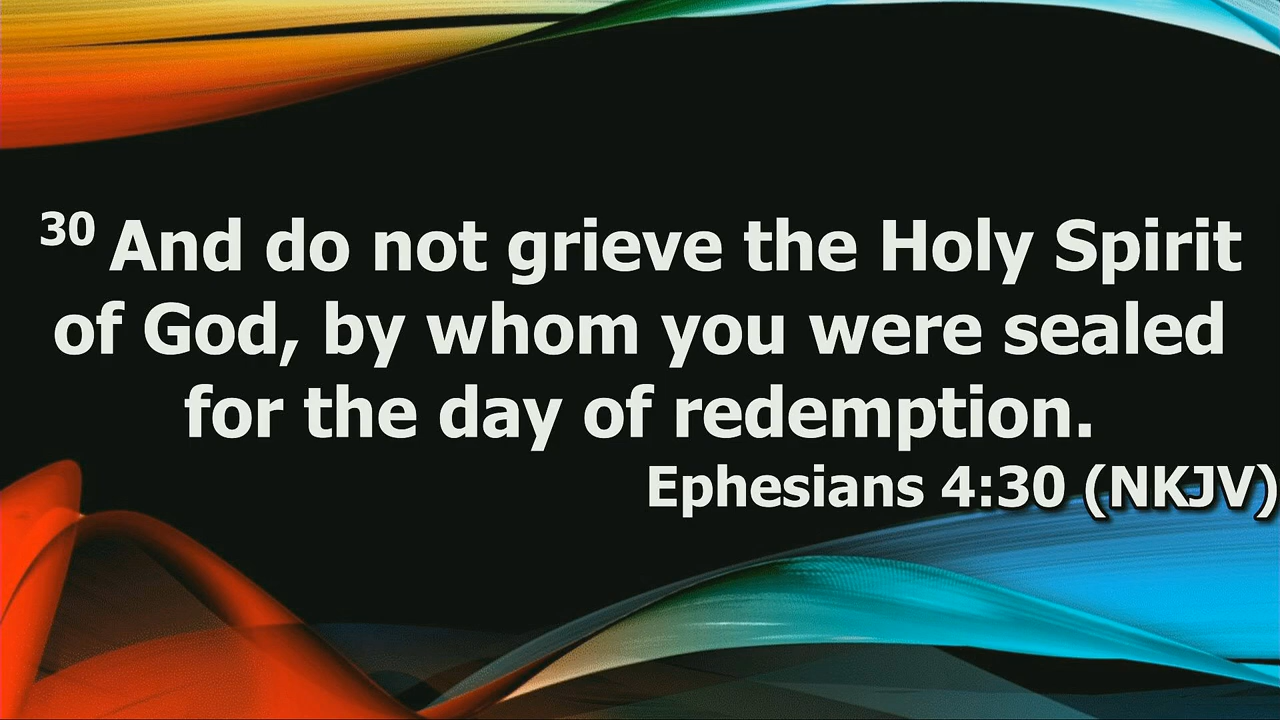 30 And do not grieve the Holy Spirit
of God, by whom you were sealed
for the day of redemption.
Ephesians 4:30 (NKJV)